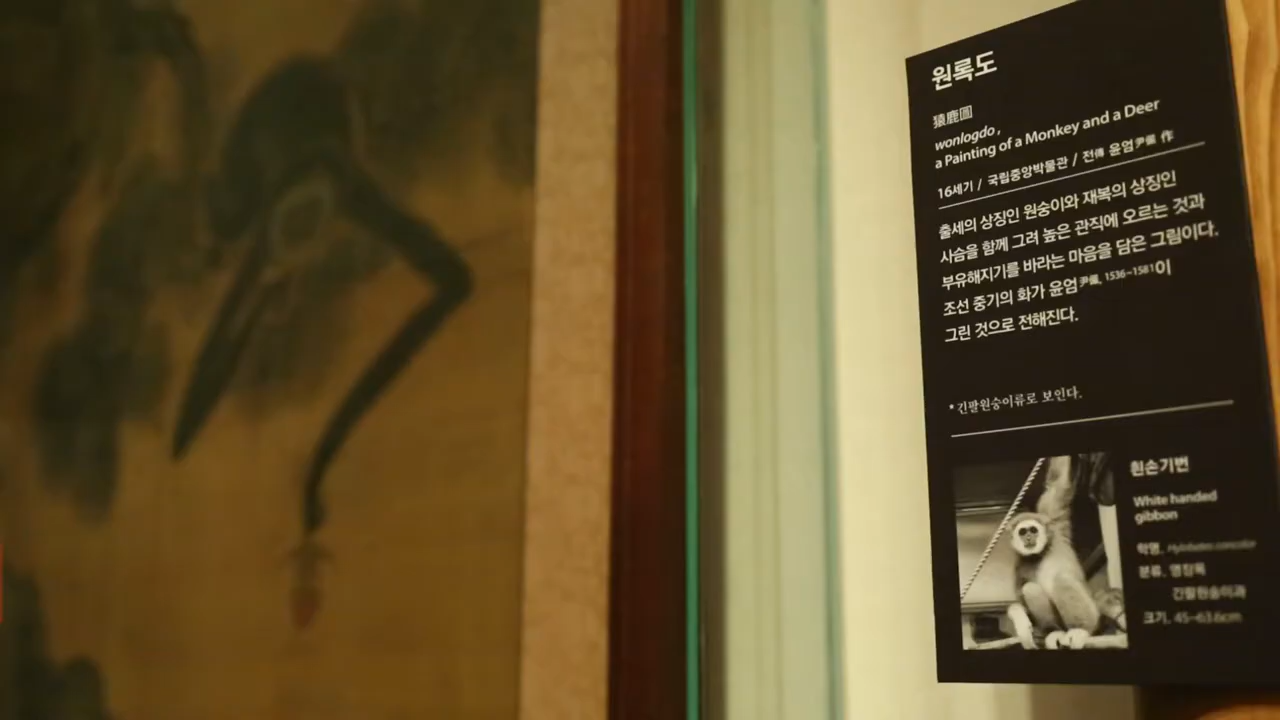 원록도
猿鹿圖
wonlogdo,
a Painting of a Monkey and a Deer
16세기 / 국립중앙박물관 / 전傳 윤엄尹儼 作
출세의 상징인 원숭이와 재복의 상징인
사슴을 함께 그려 높은 관직에 오르는 것과
부유해지기를 바라는 마음을 담은 그림이다.
조선 중기의 화가 윤엄尹儼, 1536~1581이
그린 것으로 전해진다.
* 긴팔원숭이류로 보인다.
흰손기번
White handed
gibbon
학명.
분류. 영장목
긴팔원숭이과
크기. 45~63.6cm